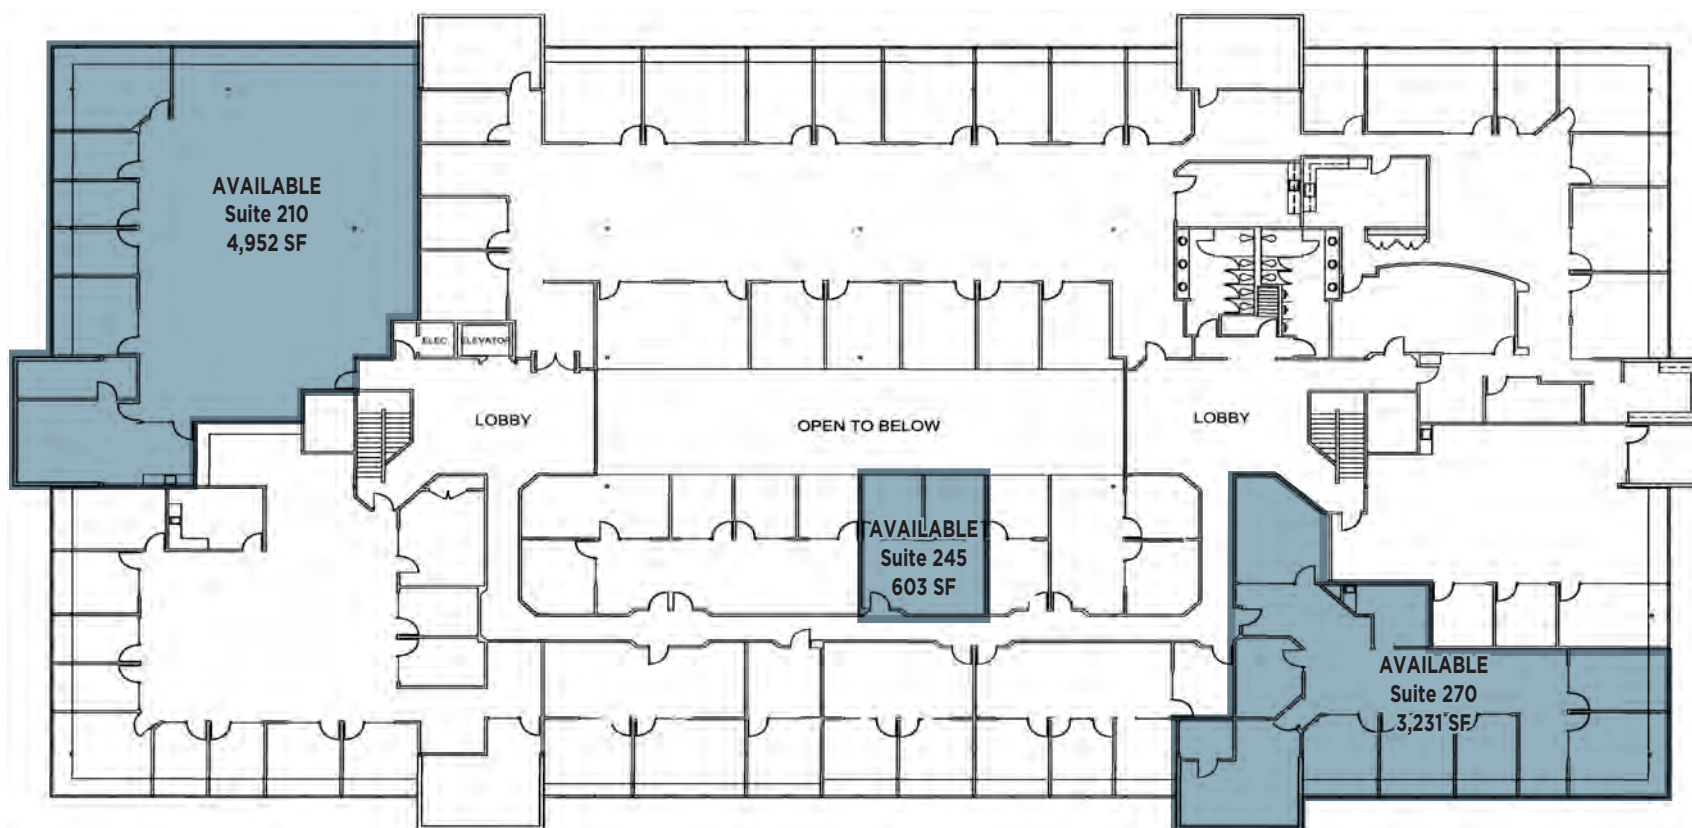 AVAILABLE
Suite 210
4,952 SF
ELEC.
ELEVATOR
LOBBY
OPEN TO BELOW
LOBBY
AVAILABLE
Suite 245
603 SF
AVAILABLE
Suite 270
3,231 SF